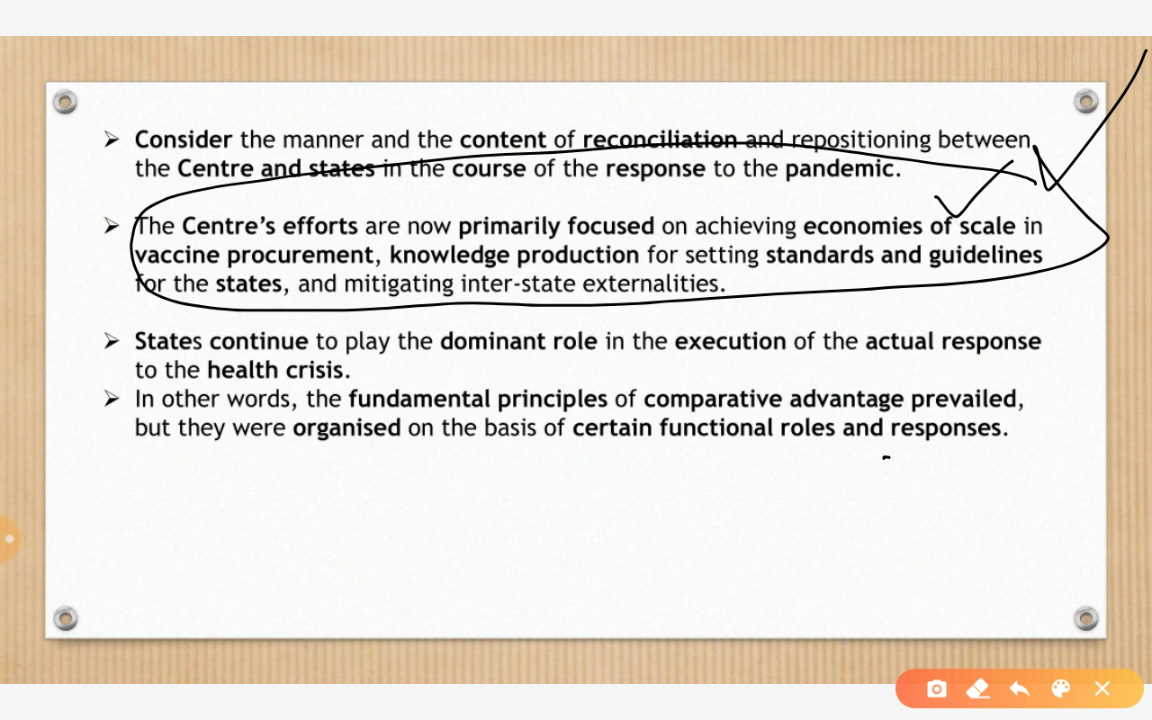 Consider the manner and the content of reconciliation and repositioning between
the Centre and states in the course of the response to the pandemic.
The Centre's efforts are now primarily focused on achieving economies of scale in
vaccine procurement, knowledge production for setting standards and guidelines
for the states, and mitigating inter-state externalities.
States continue to play the dominant role in the execution of the actual response
to the health crisis.
In other words, the fundamental principles of comparative advantage prevailed,
but they were organised on the basis of certain functional roles and responses.